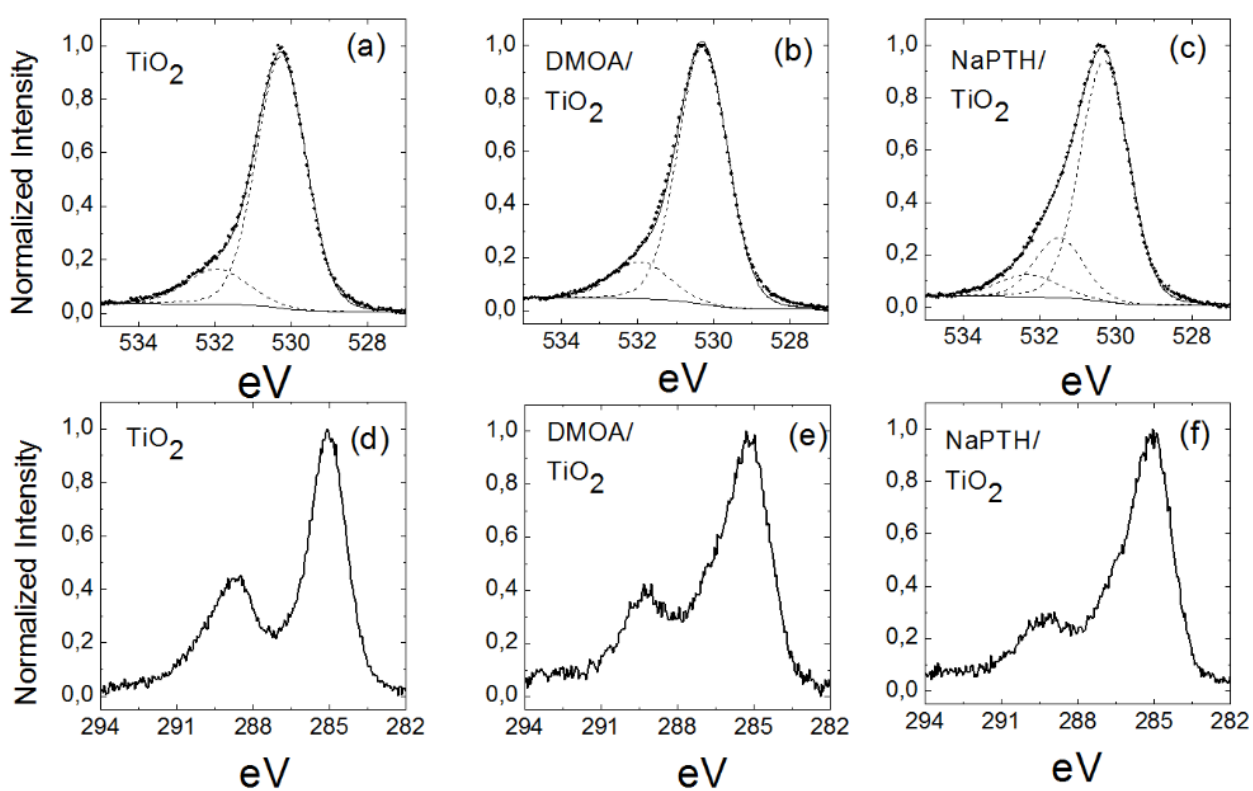 Normalized Intensity
1,0
0,8
0,6
0,4
0,2
0,0
TiO2
(a)
534 532 530 528
eV
1,0
0,8
0,6
0,4
0,2
0,0
DMOA/
TiO2
(b)
534 532 530 528
eV
1,0
0,8
0,6
0,4
0,2
0,0
NaPTH/
TiO2
(c)
534 532 530 528
eV
Normalized Intensity
1,0
0,8
0,6
0,4
0,2
0,0
TiO2
(d)
294 291 288 285 282
eV
1,0
0,8
0,6
0,4
0,2
0,0
DMOA/
TiO2
(e)
294 291 288 285 282
eV
1,0
0,8
0,6
0,4
0,2
0,0
NaPTH/
TiO2
(f)
294 291 288 285 282
eV